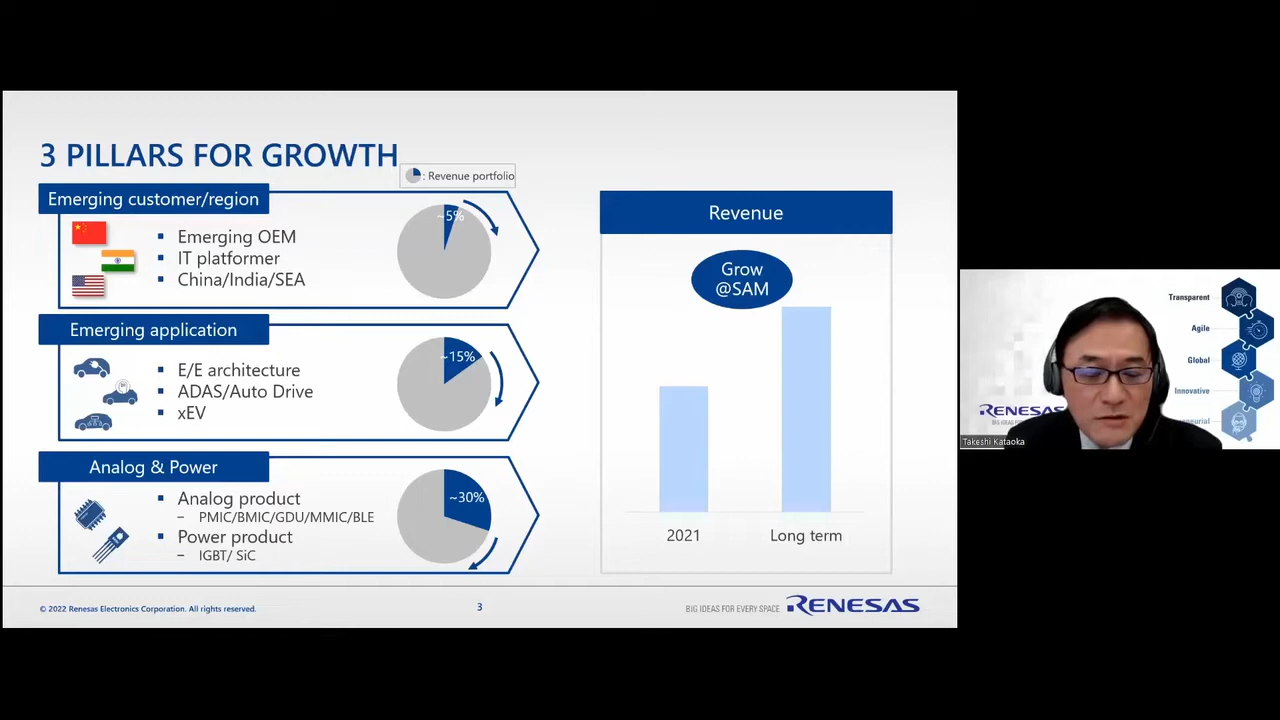 3 PILLARS FOR GROWTH
: Revenue portfolio
Emerging customer/region
Emerging OEM
IT platformer
China/India/SEA
~5%
Emerging application
E/E architecture
ADAS/Auto Drive
xEV
~15%
Analog & Power
Analog product
– PMIC/BMIC/GDU/MMIC/BLE
Power product
– IGBT/ SiC
~30%
Revenue
Grow
@SAM
2021
Long term
© 2022 Renesas Electronics Corporation. All rights reserved.
3
BIG IDEAS FOR EVERY SPACE RENESAS
Transparent
Agile
Global
Innovative
RENESAS
Takeshi Kataoka